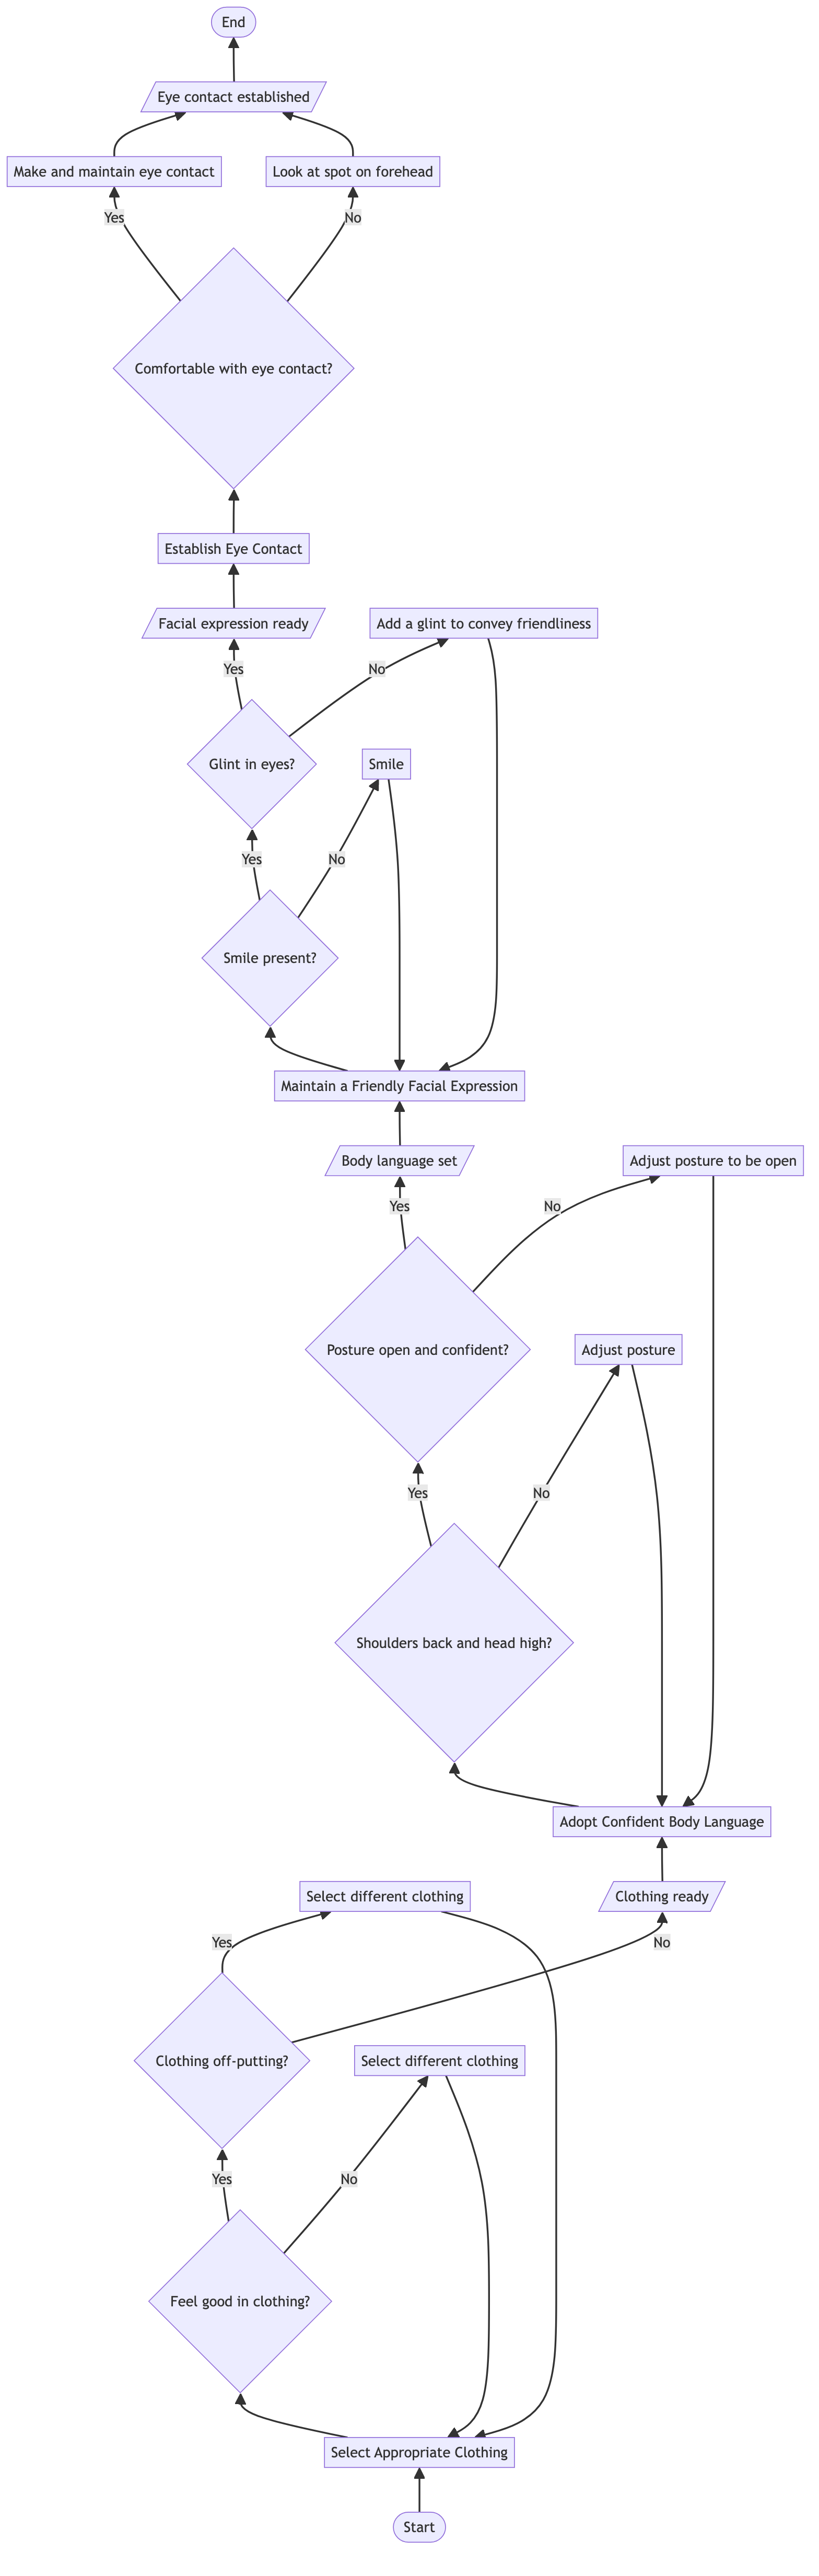 End
Eye contact established
Make and maintain eye contact
Look at spot on forehead
Yes
No
Comfortable with eye contact?
Establish Eye Contact
Facial expression ready
Add a glint to convey friendliness
Yes
No
Glint in eyes?
Smile
Yes
No
Smile present?
Maintain a Friendly Facial Expression
Body language set
Adjust posture to be open
Yes
No
Posture open and confident?
Adjust posture
Yes
No
Shoulders back and head high?
Adopt Confident Body Language
Select different clothing
Clothing ready
Yes
No
Clothing off-putting?
Select different clothing
Yes
No
Feel good in clothing?
Select Appropriate Clothing
Start